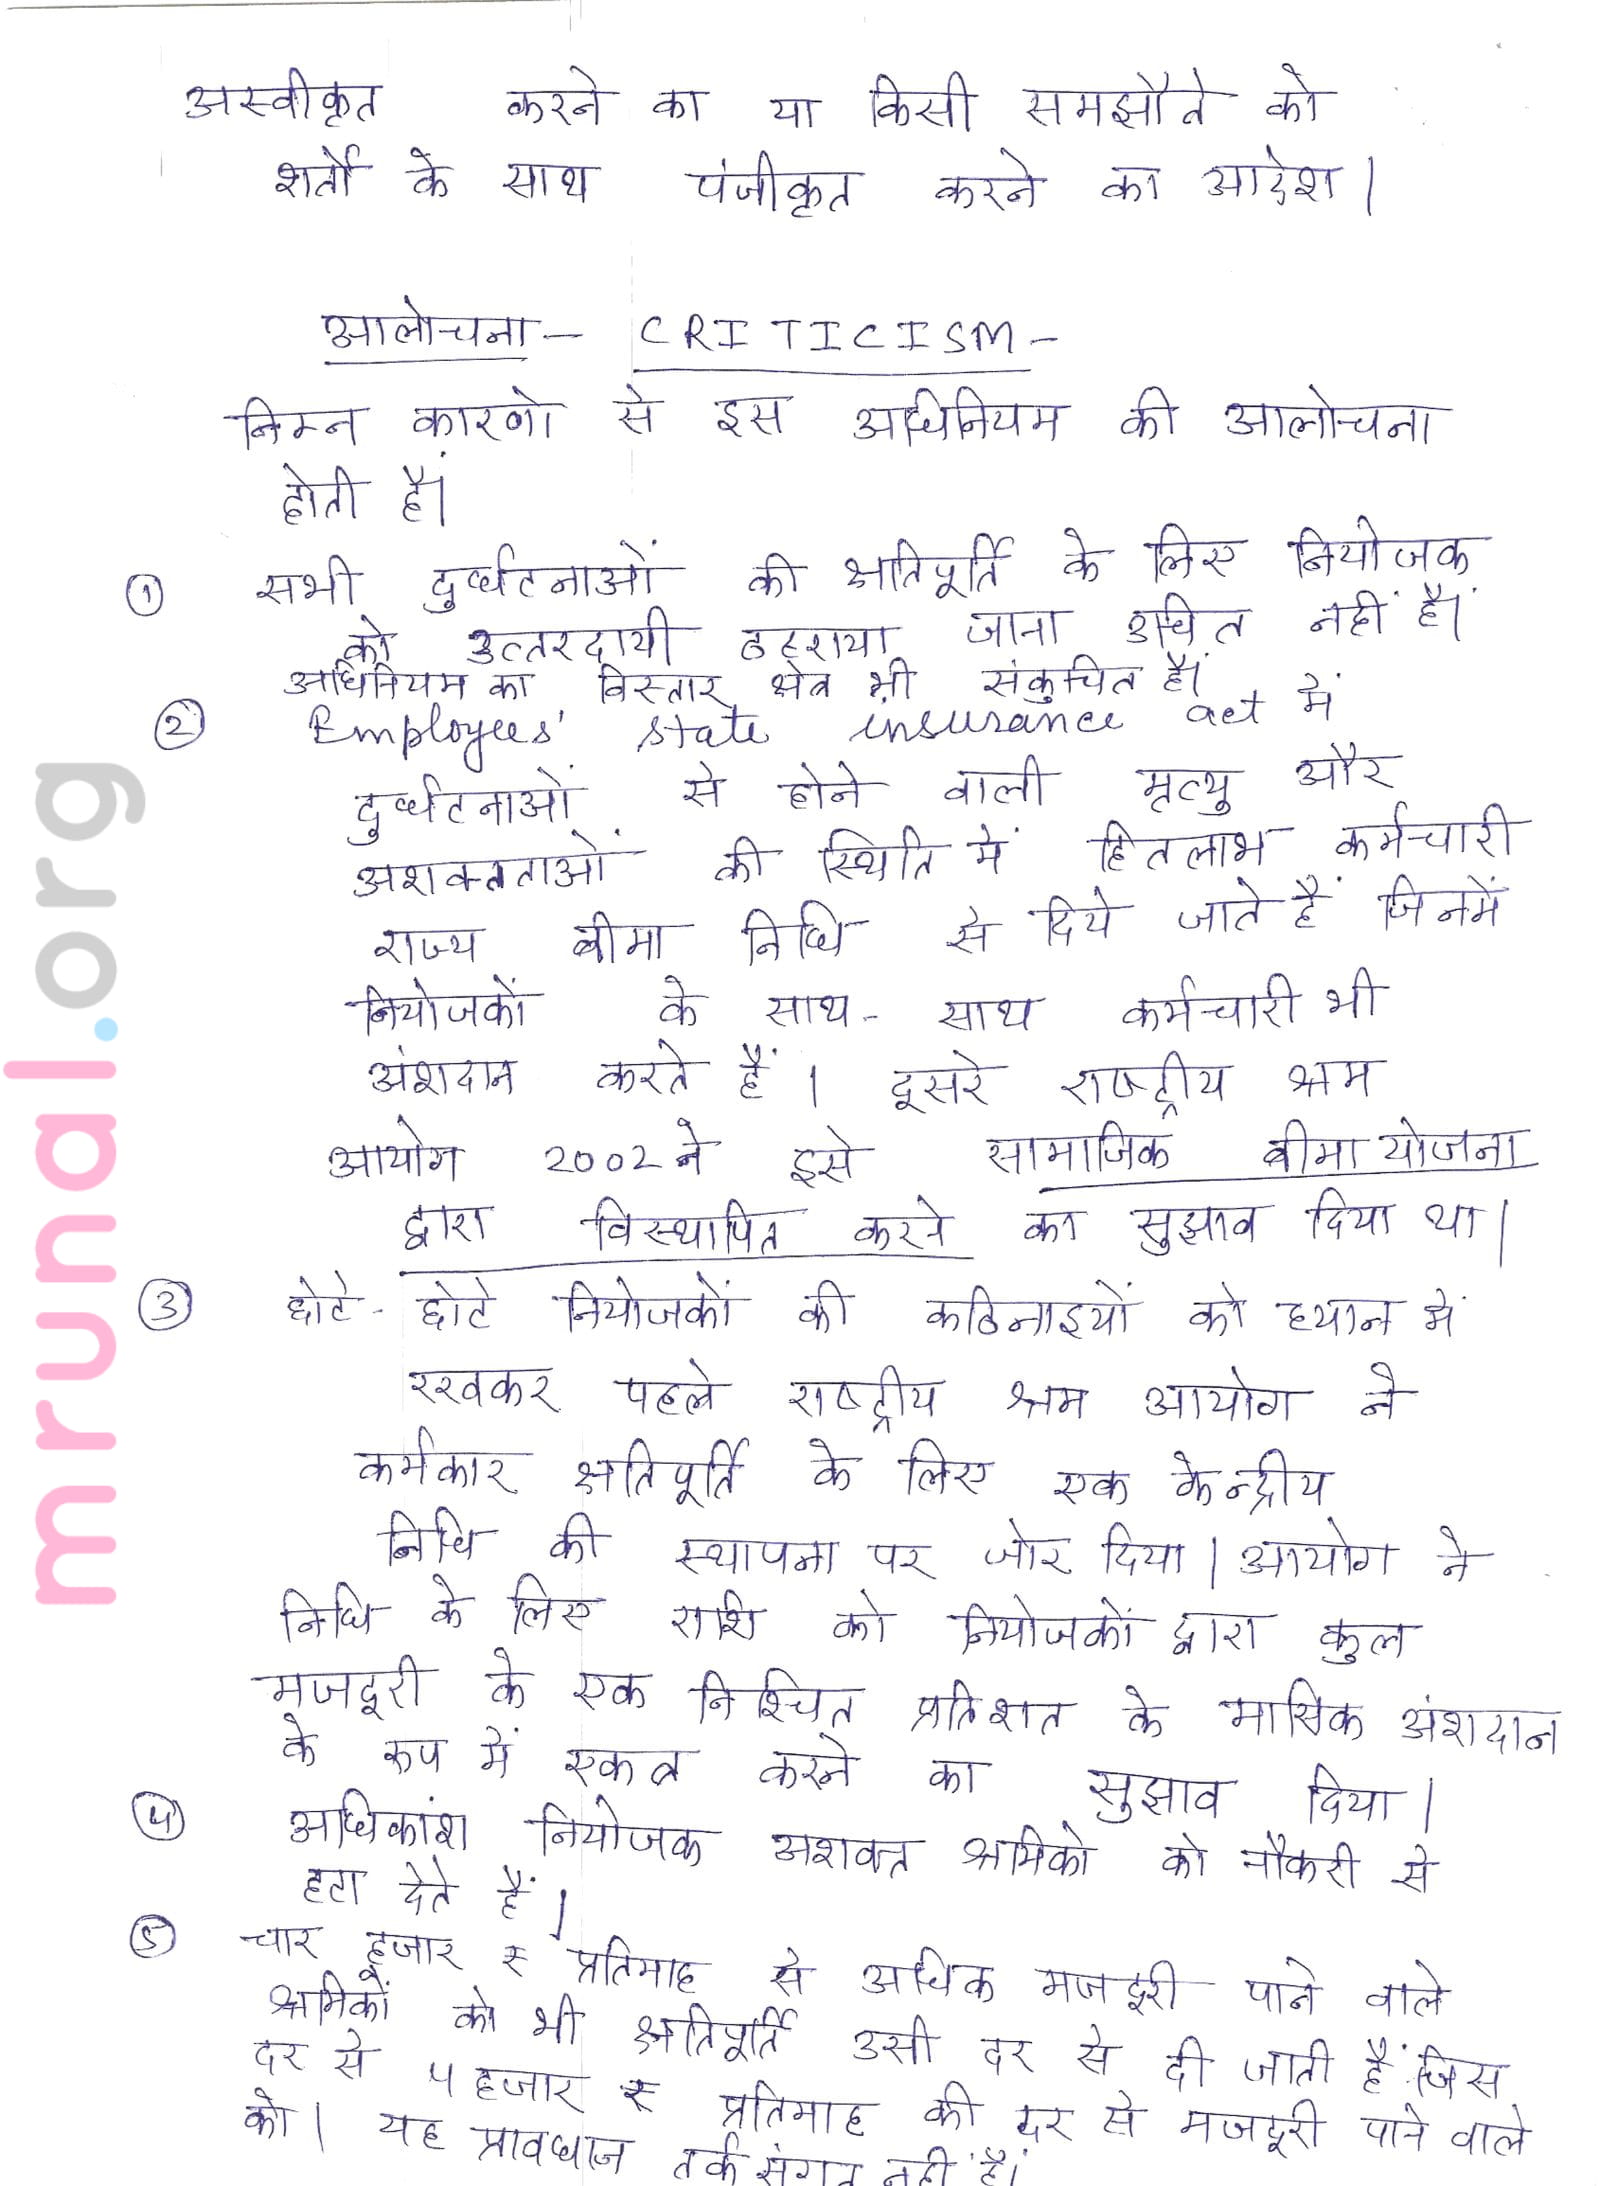 अस्वीकृत करने का या किसी समझौते को
शर्तों के साथ पंजीकृत करने का आदेश।
आलोचना - CRITICISM -
निम्न कारणो से इस अधिनियम की आलोचना
होती है।
① सभी दुर्घटनाओं की क्षतिपूर्ति के लिए नियोजक
को उत्तरदायी ठहराया जाना उचित नहीं है।
अधिनियम का विस्तार क्षेत्र भी संकुचित है।
② Employees' state insurance act में
दुर्घटनाओं से होने वाली मृत्यु और
अशक्तताओं की स्थिति में हितलाभ कर्मचारी
राज्य बीमा निधि से दिये जाते हैं जिनमें
नियोजकों के साथ-साथ कर्मचारी भी
अंशदान करते हैं। दूसरे राष्ट्रीय श्रम
आयोग 2002 ने इसे सामाजिक बीमा योजना
द्वारा विस्थापित करने का सुझाव दिया था।
③ छोटे-छोटे नियोजकों की कठिनाइयों को ध्यान में
रखकर पहले राष्ट्रीय श्रम आयोग ने
कर्मकार क्षतिपूर्ति के लिए एक केन्द्रीय
निधि की स्थापना पर जोर दिया। आयोग ने
निधि के लिए राशि को नियोजकों द्वारा कुल
मजदूरी के एक निश्चित प्रतिशत के मासिक अंशदान
के रूप में एकत्र करने का सुझाव दिया।
④ अधिकांश नियोजक अशक्त श्रमिको को नौकरी से
हटा देते हैं।
⑤ चार हजार ₹ प्रतिमाह से अधिक मजदूरी पाने वाले
श्रमिकों को भी क्षतिपूर्ति उसी दर से दी जाती हैं जिस
दर से 4 हजार ₹ प्रतिमाह की दर से मजदूरी पाने वाले
को। यह प्रावधान तर्कसंगत नहीं है।
mrunal.org